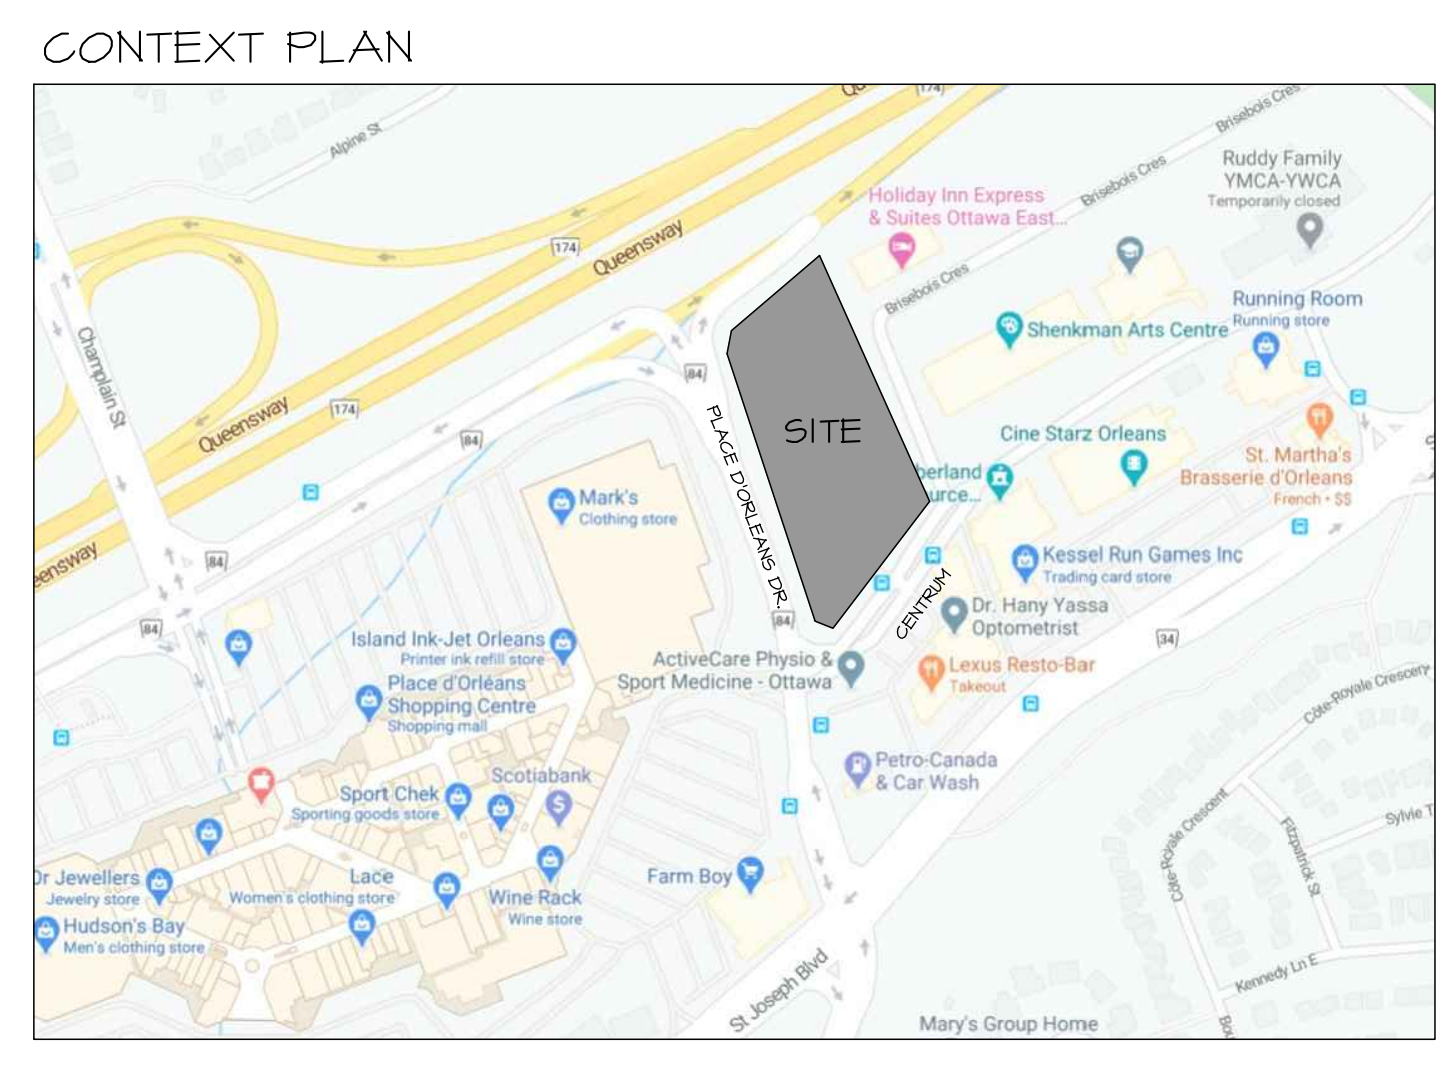 CONTEXT PLAN
174
Alpine St
Brisebois Cres
Brisebois Cres
Ruddy Family
YMCA-YWCA
Temporarily closed
Holiday Inn Express
& Suites Ottawa East...
174
Queensway
Brisebois Cres
Running Room
Running store
Shenkman Arts Centre
Champlain St
84
174
Queensway
84
PLACE D'ORLEANS DR.
SITE
Cine Starz Orleans
St. Martha's
Brasserie d'Orleans
French • $$
berland
urce...
Mark's
Clothing store
eensway
84
Kessel Run Games Inc
Trading card store
CENTRUM
Dr. Hany Yassa
Optometrist
84
84
34
Island Ink-Jet Orleans
Printer ink refill store
ActiveCare Physio &
Sport Medicine - Ottawa
Lexus Resto-Bar
Takeout
Place d'Orléans
Shopping Centre
Shopping mall
Côte-Royale Crescent
Petro-Canada
& Car Wash
Scotiabank
Sport Chek
Sporting goods store
Côte-Royale Crescent
Fitzpatrick St
Sylvie T
Dr Jewellers
Jewelry store
Lace
Women's clothing store
Wine Rack
Wine store
Farm Boy
Hudson's Bay
Men's clothing store
St Joseph Blvd
Kennedy Ln E
Mary's Group Home